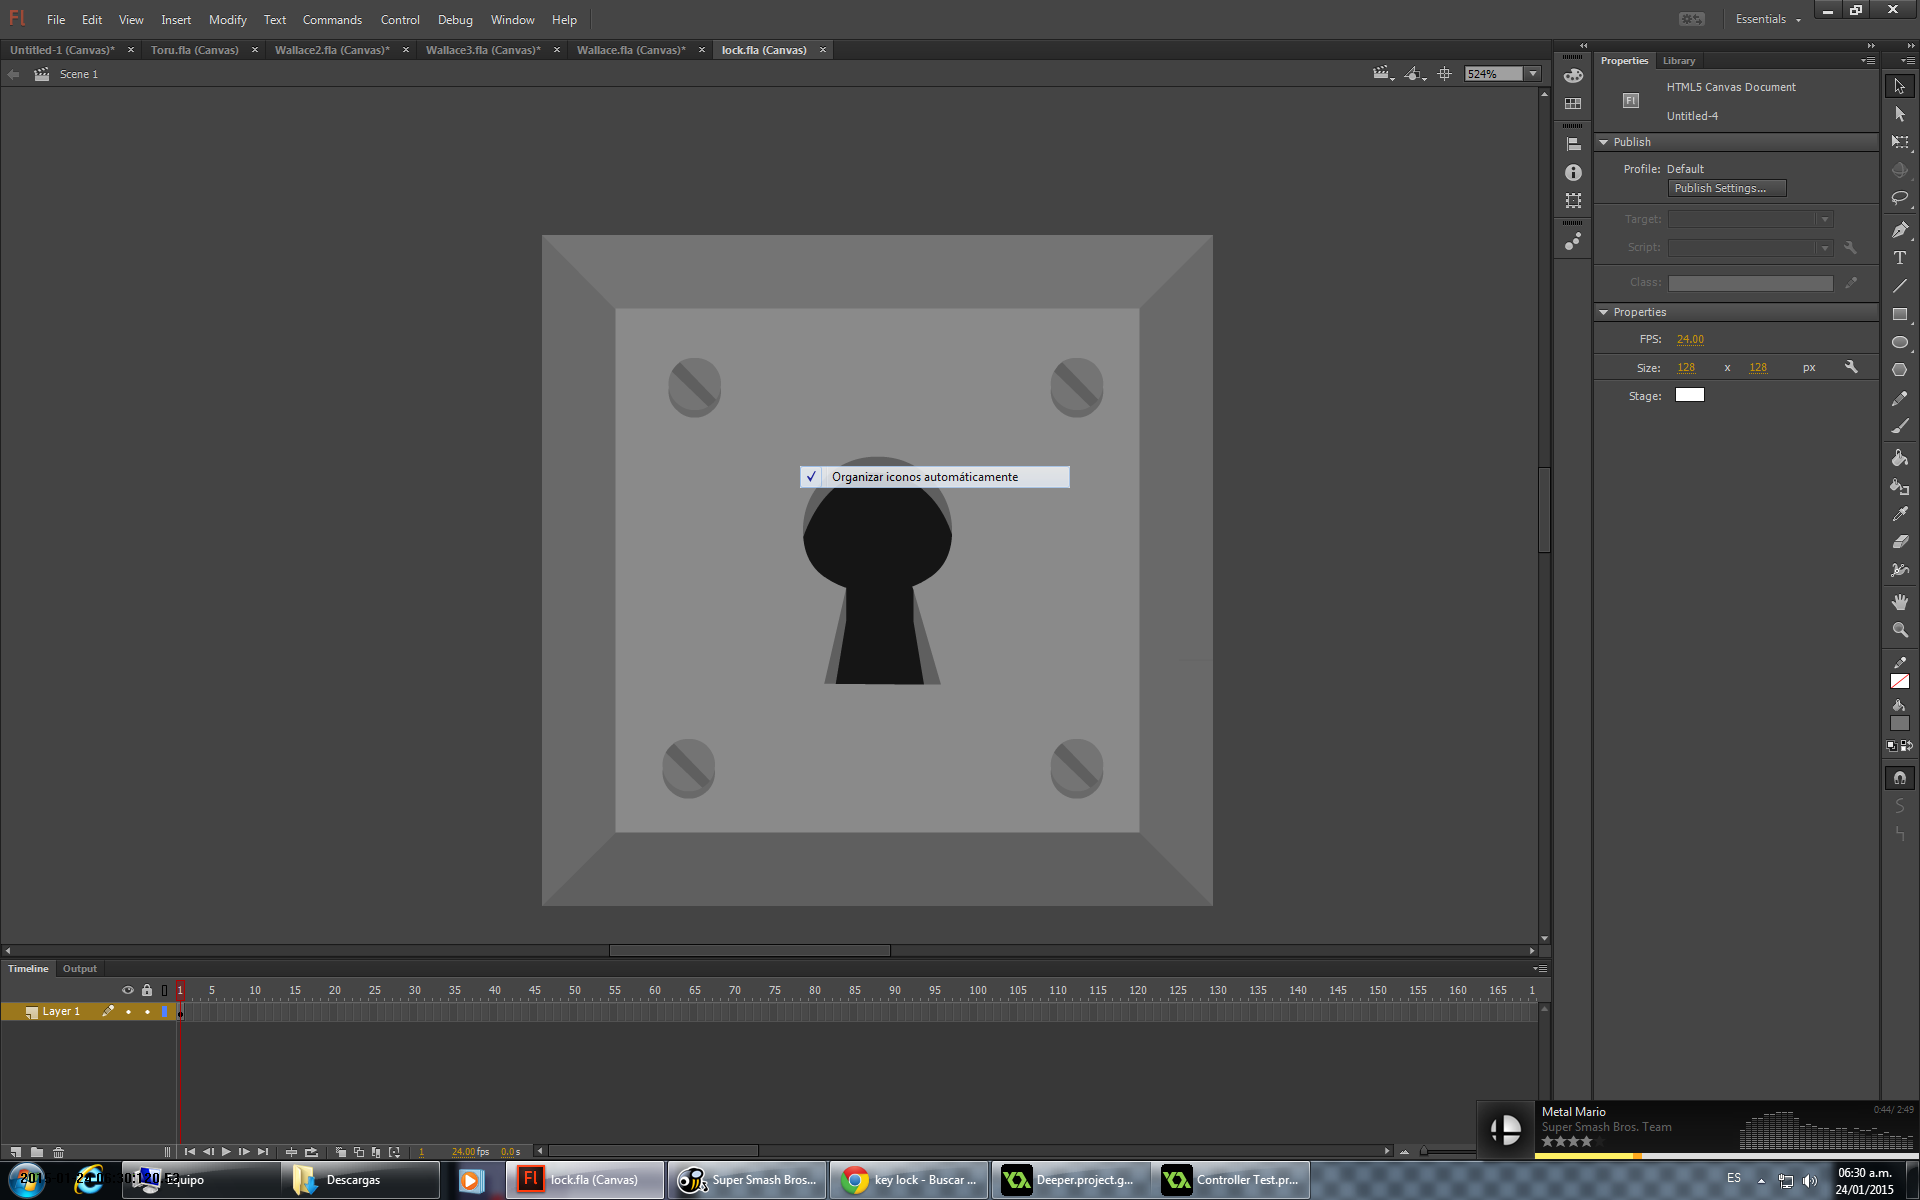 Fl File Edit View Insert Modify Text Commands Control Debug Window Help Essentials
Untitled-1 (Canvas)* × Toru.fla (Canvas) × Wallace2.fla (Canvas)* × Wallace3.fla (Canvas)* × Wallace.fla (Canvas)* × lock.fla (Canvas) ×
Scene 1 524%
Properties Library
Fl HTML5 Canvas Document
Untitled-4
Publish
Profile: Default
Publish Settings...
Target:
Script:
Class:
Properties
FPS: 24.00
Size: 128 x 128 px
Stage:
✓ Organizar iconos automáticamente
Timeline Output
1 5 10 15 20 25 30 35 40 45 50 55 60 65 70 75 80 85 90 95 100 105 110 115 120 125 130 135 140 145 150 155 160 165 1
Layer 1
1 24.00 fps 0.0 s
Metal Mario 0:44/ 2:49
Super Smash Bros. Team
Equipo Descargas Fl lock.fla (Canvas) Super Smash Bros... key lock - Buscar ... Deeper.project.g... Controller Test.pr... ES 06:30 a.m.
24/01/2015